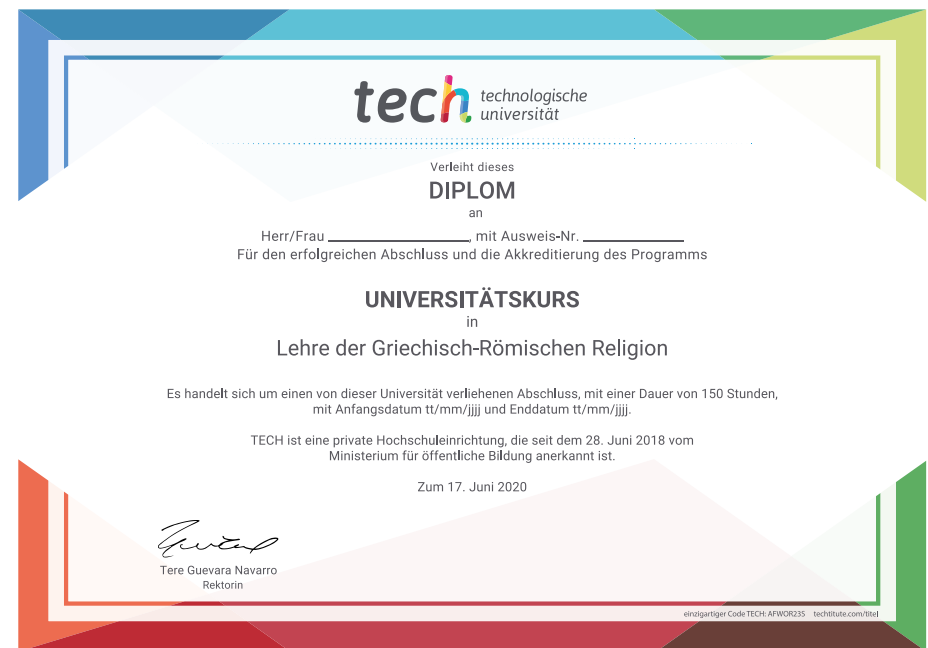 tech technologische
universität
Verleiht dieses
DIPLOM
an
Herr/Frau ____________________, mit Ausweis-Nr. ______________
Für den erfolgreichen Abschluss und die Akkreditierung des Programms
UNIVERSITÄTSKURS
in
Lehre der Griechisch-Römischen Religion
Es handelt sich um einen von dieser Universität verliehenen Abschluss, mit einer Dauer von 150 Stunden,
mit Anfangsdatum tt/mm/jjjj und Enddatum tt/mm/jjjj.
TECH ist eine private Hochschuleinrichtung, die seit dem 28. Juni 2018 vom
Ministerium für öffentliche Bildung anerkannt ist.
Zum 17. Juni 2020
Tere Guevara Navarro
Rektorin
einzigartiger Code TECH: AFWOR23S techtitute.com/titel